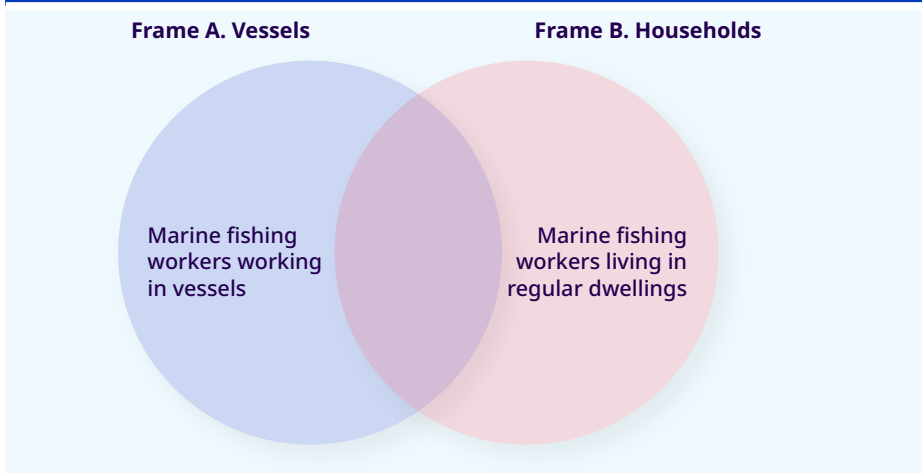 Frame A. Vessels
Frame B. Households
Marine fishing
workers working
in vessels
Marine fishing
workers living in
regular dwellings